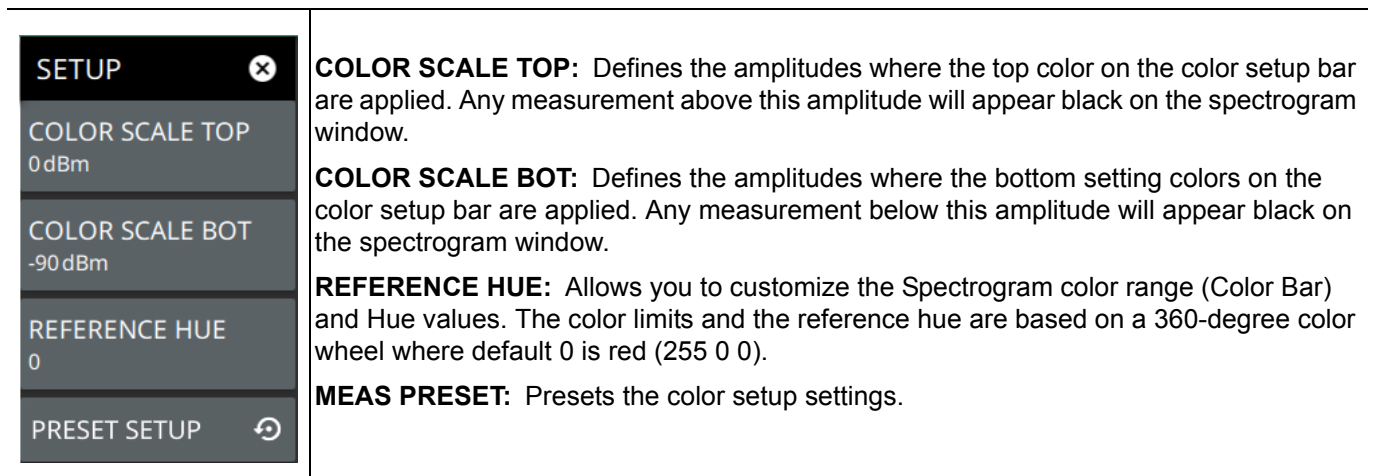 SETUP
COLOR SCALE TOP
0 dBm
COLOR SCALE BOT
-90 dBm
REFERENCE HUE
0
PRESET SETUP
COLOR SCALE TOP: Defines the amplitudes where the top color on the color setup bar
are applied. Any measurement above this amplitude will appear black on the spectrogram
window.
COLOR SCALE BOT: Defines the amplitudes where the bottom setting colors on the
color setup bar are applied. Any measurement below this amplitude will appear black on
the spectrogram window.
REFERENCE HUE: Allows you to customize the Spectrogram color range (Color Bar)
and Hue values. The color limits and the reference hue are based on a 360-degree color
wheel where default 0 is red (255 0 0).
MEAS PRESET: Presets the color setup settings.